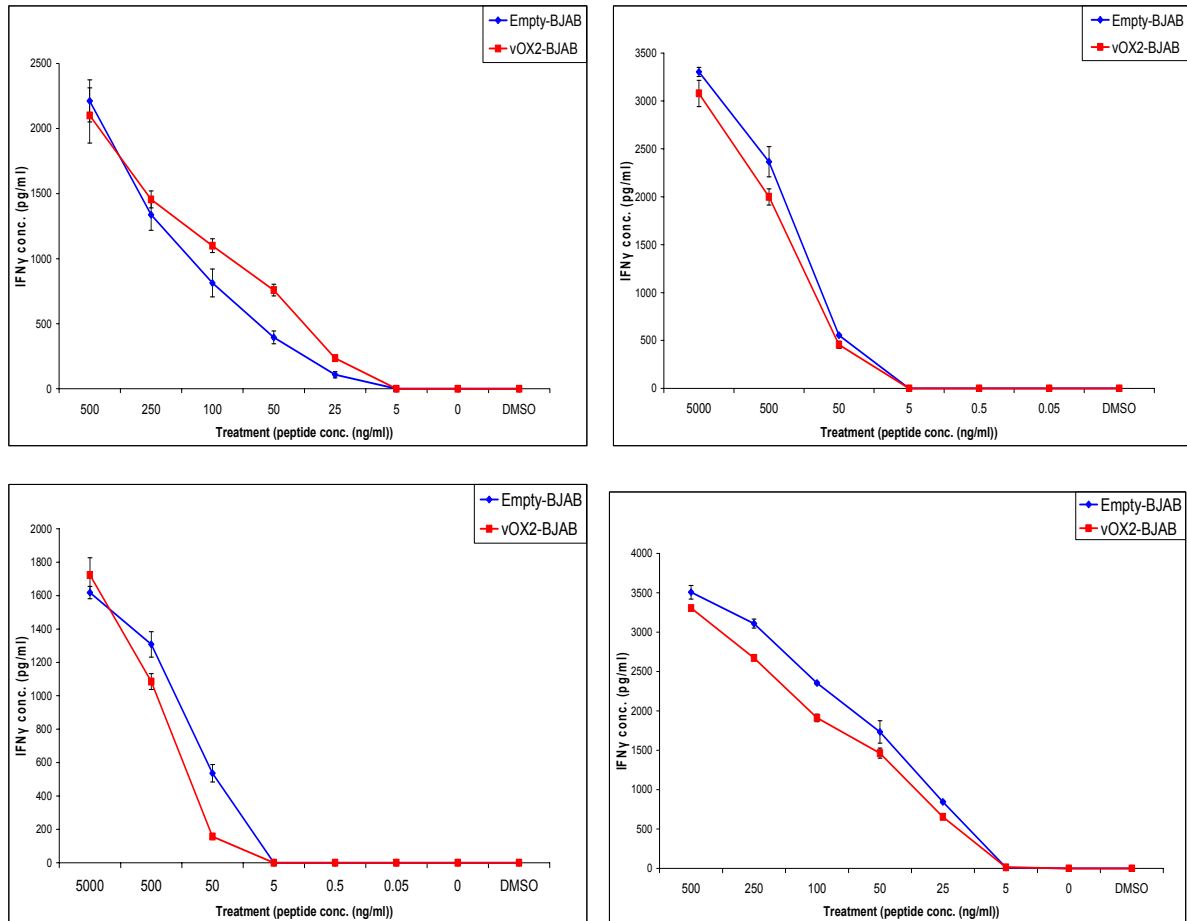 Empty-BJAB
vOX2-BJAB
IFNγ conc. (pg/ml)
2500
2000
1500
1000
500
0
500 250 100 50 25 5 0 DMSO
Treatment (peptide conc. (ng/ml))
Empty-BJAB
vOX2-BJAB
IFNγ conc. (pg/ml)
3500
3000
2500
2000
1500
1000
500
0
5000 500 50 5 0.5 0.05 DMSO
Treatment (peptide conc. (ng/ml))
Empty-BJAB
vOX2-BJAB
IFNγ conc. (pg/ml)
2000
1800
1600
1400
1200
1000
800
600
400
200
0
5000 500 50 5 0.5 0.05 0 DMSO
Treatment (peptide conc. (ng/ml))
Empty-BJAB
vOX2-BJAB
IFNγ conc. (pg/ml)
4000
3500
3000
2500
2000
1500
1000
500
0
500 250 100 50 25 5 0 DMSO
Treatment (peptide conc. (ng/ml))